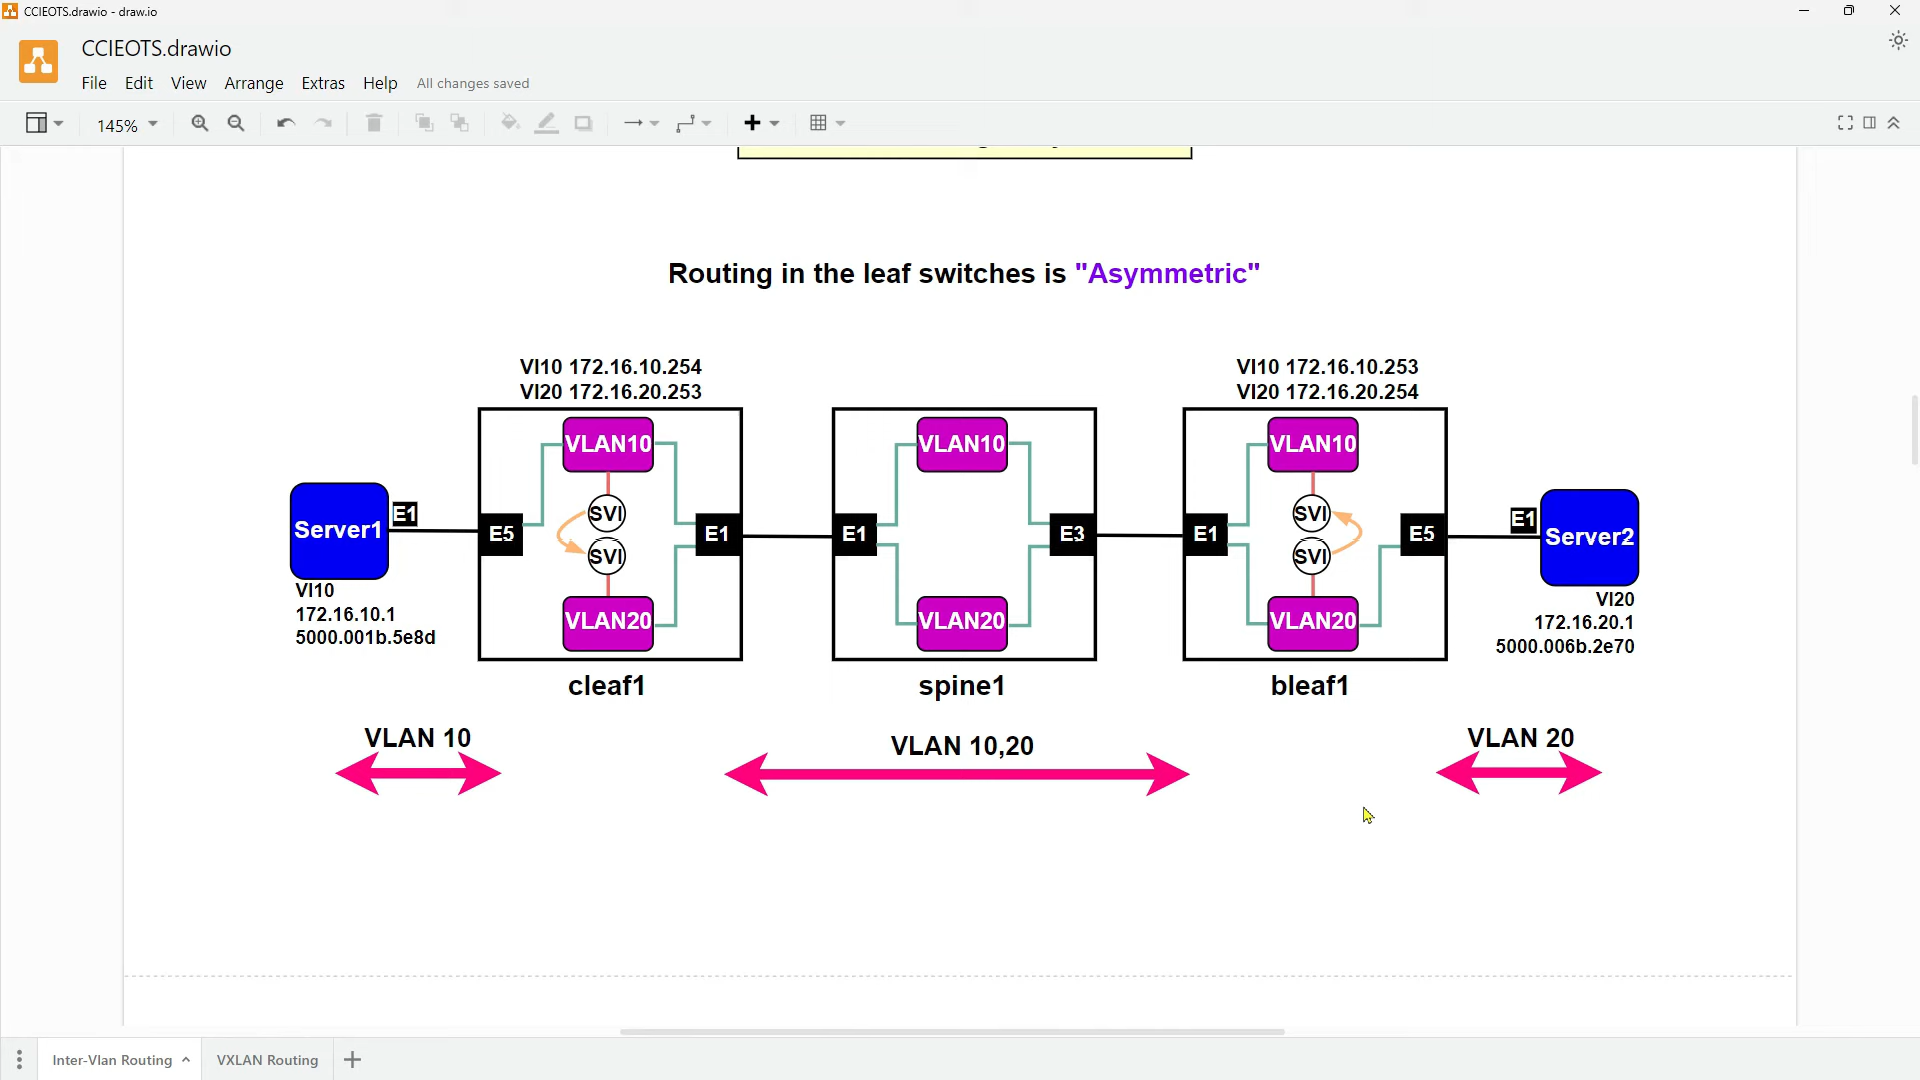 CCIEOTS.drawio - draw.io
CCIEOTS.drawio
File Edit View Arrange Extras Help All changes saved
145%
Routing in the leaf switches is "Asymmetric"
Vl10 172.16.10.254
Vl20 172.16.20.253
Vl10 172.16.10.253
Vl20 172.16.20.254
VLAN10 VLAN10 VLAN10
Server1 E1 E5 SVI E1 E1 E3 E1 SVI E5 E1 Server2
SVI SVI
VLAN20 VLAN20 VLAN20
Vl10
172.16.10.1
5000.001b.5e8d
Vl20
172.16.20.1
5000.006b.2e70
cleaf1 spine1 bleaf1
VLAN 10 VLAN 10,20 VLAN 20
Inter-Vlan Routing VXLAN Routing